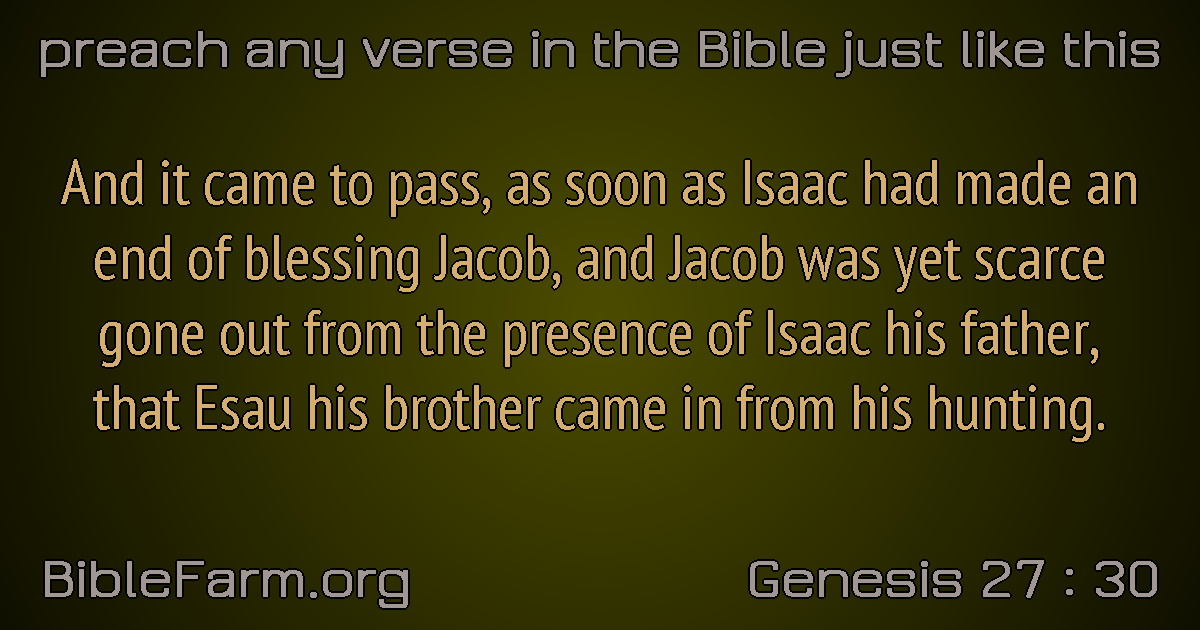 preach any verse in the Bible just like this
And it came to pass, as soon as Isaac had made an
end of blessing Jacob, and Jacob was yet scarce
gone out from the presence of Isaac his father,
that Esau his brother came in from his hunting.
BibleFarm.org
Genesis 27 : 30